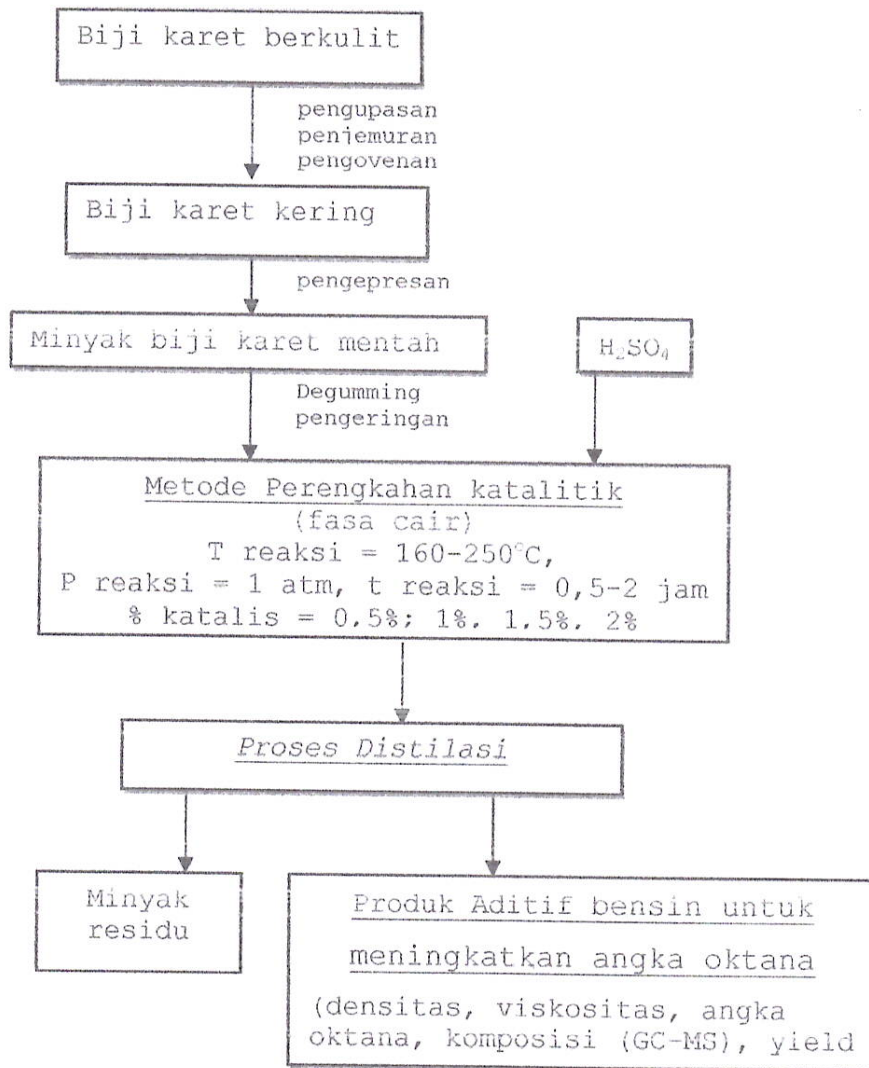 Biji karet berkulit
pengupasan
penjemuran
pengovenan
Biji karet kering
pengepresan
Minyak biji karet mentah
H₂SO₄
Degumming
pengeringan
Metode Perengkahan katalitik
(fasa cair)
T reaksi = 160-250°C,
P reaksi = 1 atm, t reaksi = 0,5-2 jam
% katalis = 0.5%; 1%. 1.5%. 2%
Proses Distilasi
Minyak
residu
Produk Aditif bensin untuk
meningkatkan angka oktana
(densitas, viskositas, angka
oktana, komposisi (GC-MS), yield